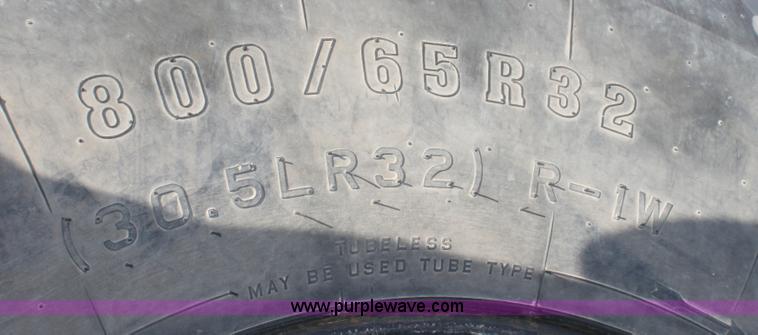 800/65R32
(30.5LR32) R-1W
TUBELESS
MAY BE USED TUBE TYPE
www.purplewave.com